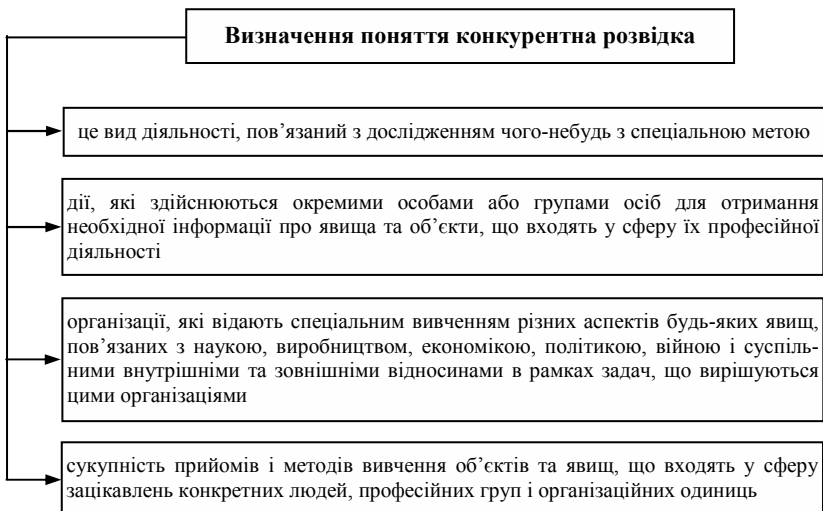 Визначення поняття конкурентна розвідка
це вид діяльності, пов’язаний з дослідженням чого-небудь з спеціальною метою
дії, які здійснюються окремими особами або групами осіб для отримання
необхідної інформації про явища та об’єкти, що входять у сферу їх професійної
діяльності
організації, які відають спеціальним вивченням різних аспектів будь-яких явищ,
пов’язаних з наукою, виробництвом, економікою, політикою, війною і суспіль-
ними внутрішніми та зовнішніми відносинами в рамках задач, що вирішуються
цими організаціями
сукупність прийомів і методів вивчення об’єктів та явищ, що входять у сферу
зацікавлень конкретних людей, професійних груп і організаційних одиниць